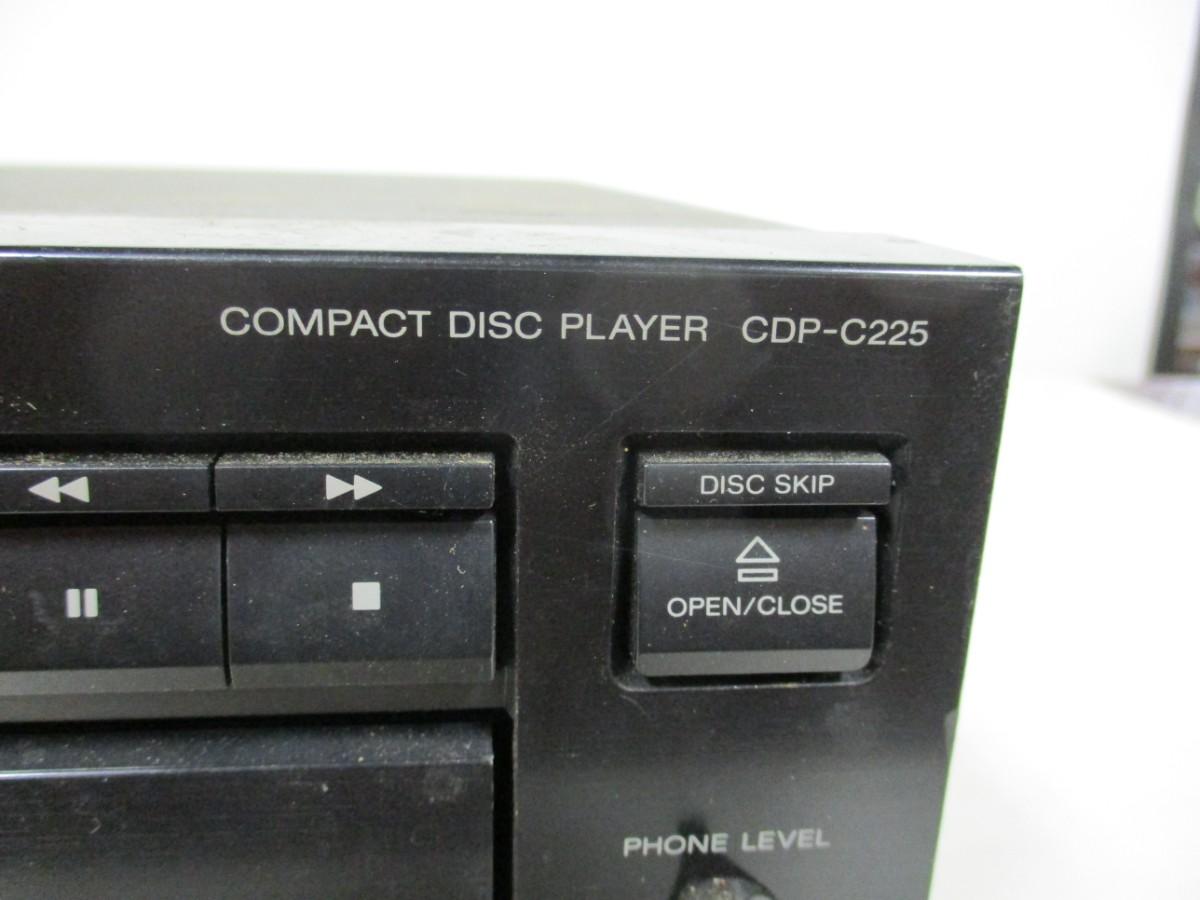 COMPACT DISC PLAYER CDP-C225
DISC SKIP
OPEN/CLOSE
PHONE LEVEL